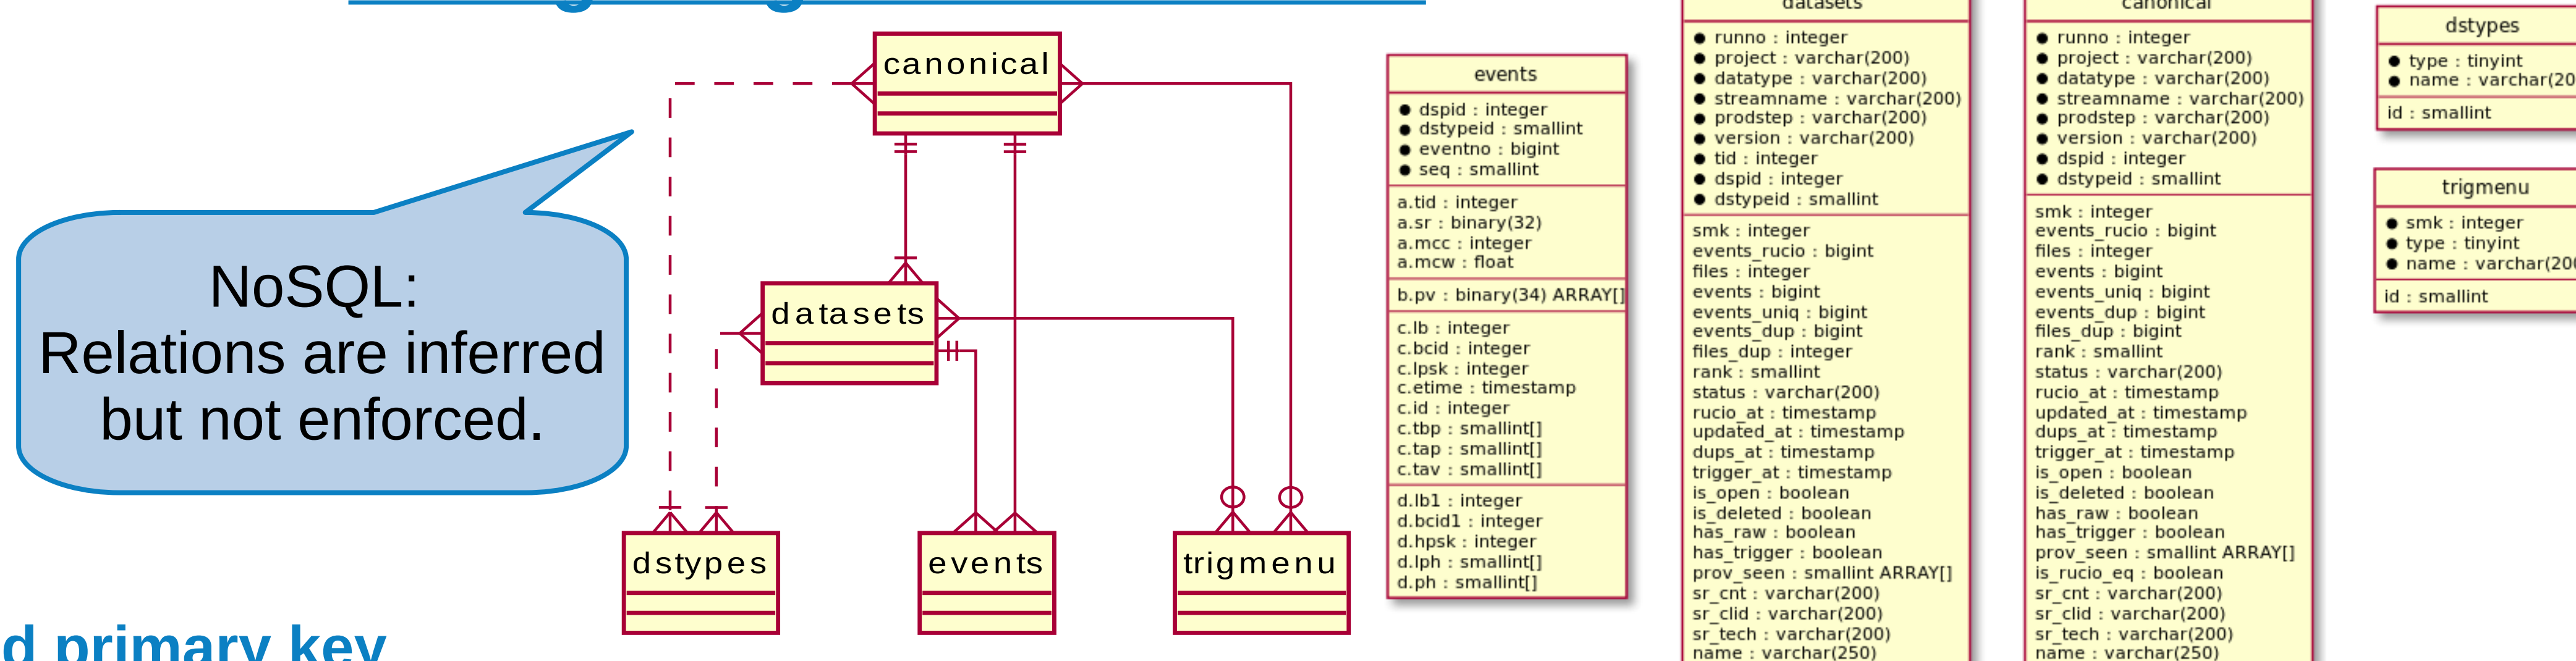 canonical
datasets
dstypes
events
trigmenu
NoSQL:
Relations are inferred
but not enforced.
d primary key
events
● dspid : integer
● dstypeid : smallint
● eventno : bigint
● seq : smallint
a.tid : integer
a.sr : binary(32)
a.mcc : integer
a.mcw : float
b.pv : binary(34) ARRAY[]
c.lb : integer
c.bcid : integer
c.lpsk : integer
c.etime : timestamp
c.id : integer
c.tbp : smallint[]
c.tap : smallint[]
c.tav : smallint[]
d.lb1 : integer
d.bcid1 : integer
d.hpsk : integer
d.lph : smallint[]
d.ph : smallint[]
datasets
● runno : integer
● project : varchar(200)
● datatype : varchar(200)
● streamname : varchar(200)
● prodstep : varchar(200)
● version : varchar(200)
● tid : integer
● dspid : integer
● dstypeid : smallint
smk : integer
events_rucio : bigint
files : integer
events : bigint
events_uniq : bigint
events_dup : bigint
files_dup : integer
rank : smallint
status : varchar(200)
rucio_at : timestamp
updated_at : timestamp
dups_at : timestamp
trigger_at : timestamp
is_open : boolean
is_deleted : boolean
has_raw : boolean
has_trigger : boolean
prov_seen : smallint ARRAY[]
sr_cnt : varchar(200)
sr_clid : varchar(200)
sr_tech : varchar(200)
name : varchar(250)
canonical
● runno : integer
● project : varchar(200)
● datatype : varchar(200)
● streamname : varchar(200)
● prodstep : varchar(200)
● version : varchar(200)
● dspid : integer
● dstypeid : smallint
smk : integer
events_rucio : bigint
files : integer
events : bigint
events_uniq : bigint
events_dup : bigint
files_dup : bigint
rank : smallint
status : varchar(200)
rucio_at : timestamp
updated_at : timestamp
dups_at : timestamp
trigger_at : timestamp
is_open : boolean
is_deleted : boolean
has_raw : boolean
has_trigger : boolean
prov_seen : smallint ARRAY[]
is_rucio_eq : boolean
sr_cnt : varchar(200)
sr_clid : varchar(200)
sr_tech : varchar(200)
name : varchar(250)
dstypes
● type : tinyint
● name : varchar(20
id : smallint
trigmenu
● smk : integer
● type : tinyint
● name : varchar(200
id : smallint